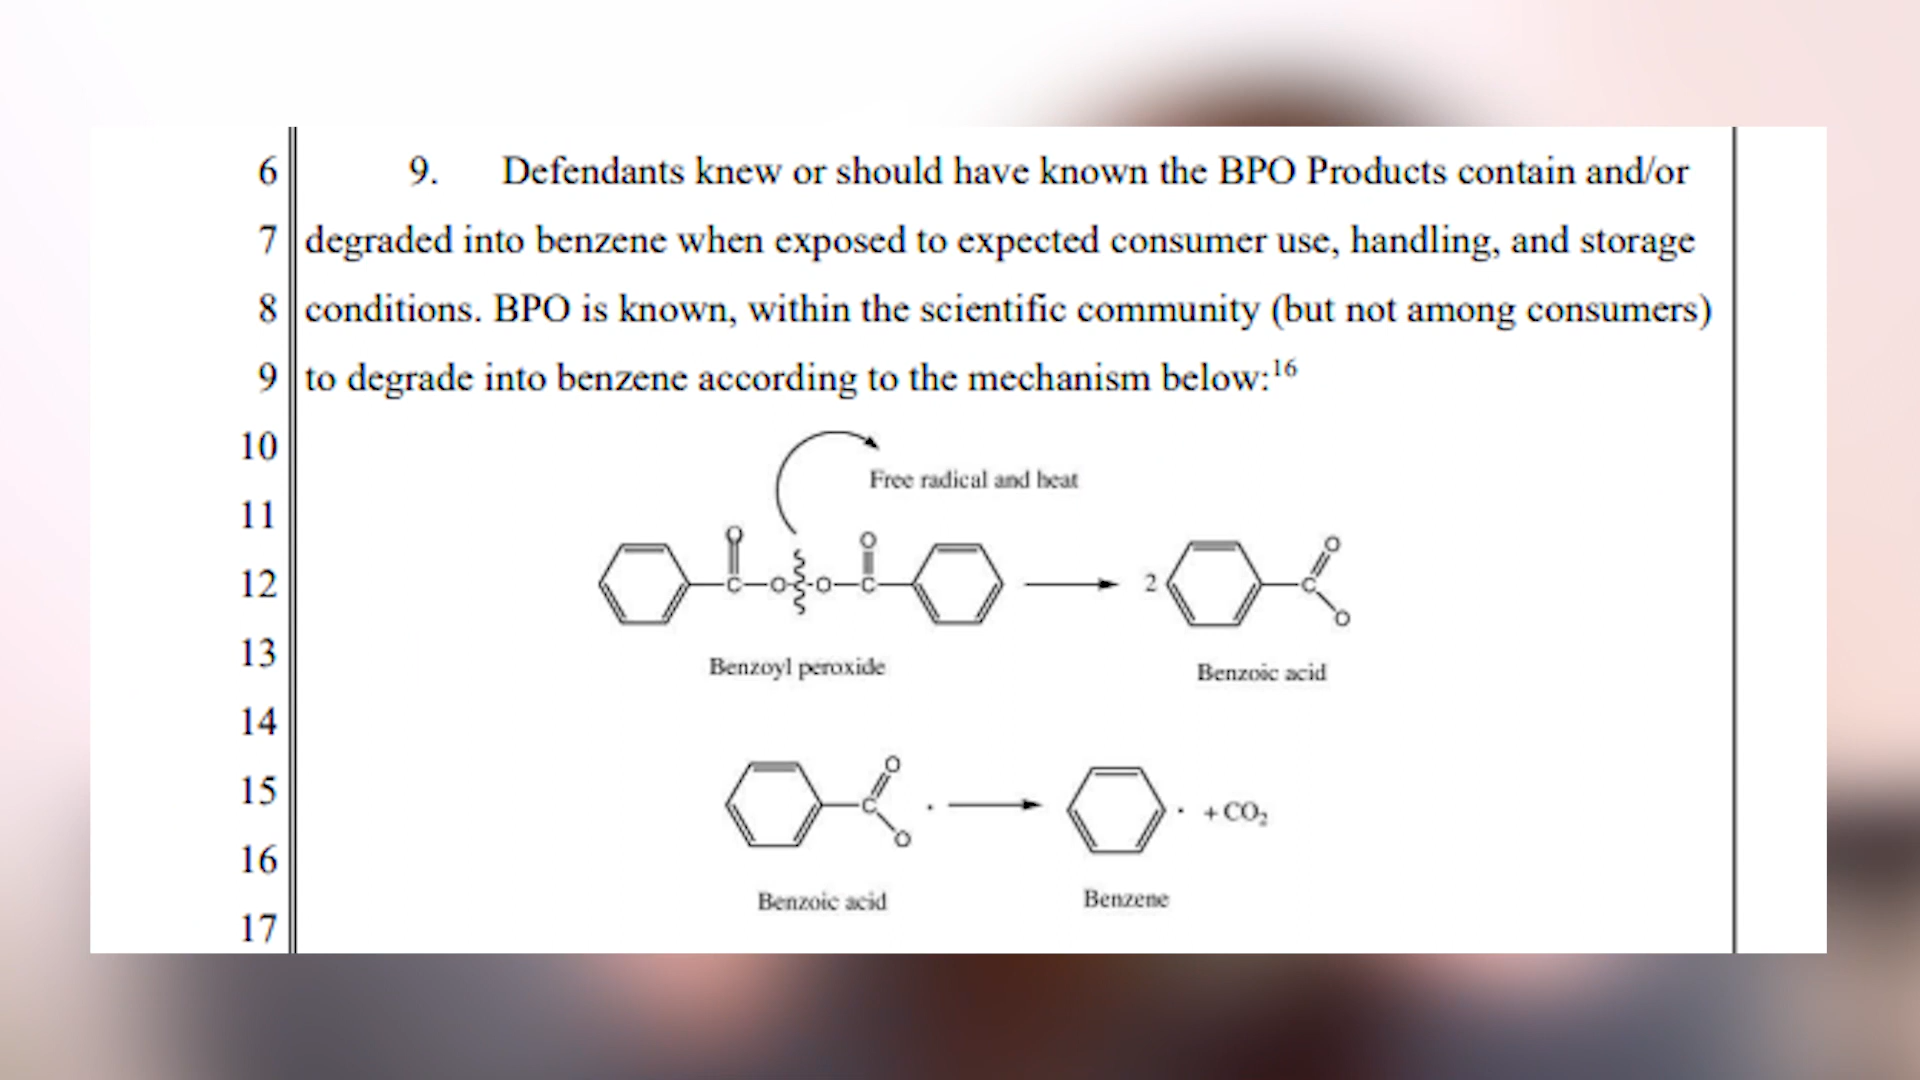 6 9. Defendants knew or should have known the BPO Products contain and/or
7 degraded into benzene when exposed to expected consumer use, handling, and storage
8 conditions. BPO is known, within the scientific community (but not among consumers)
9 to degrade into benzene according to the mechanism below:16
10
Free radical and heat
11
O O O
12 C O O C 2 C
O
13 Benzoyl peroxide Benzoic acid
14
O
15 C · · + CO2
O
16
Benzoic acid Benzene
17